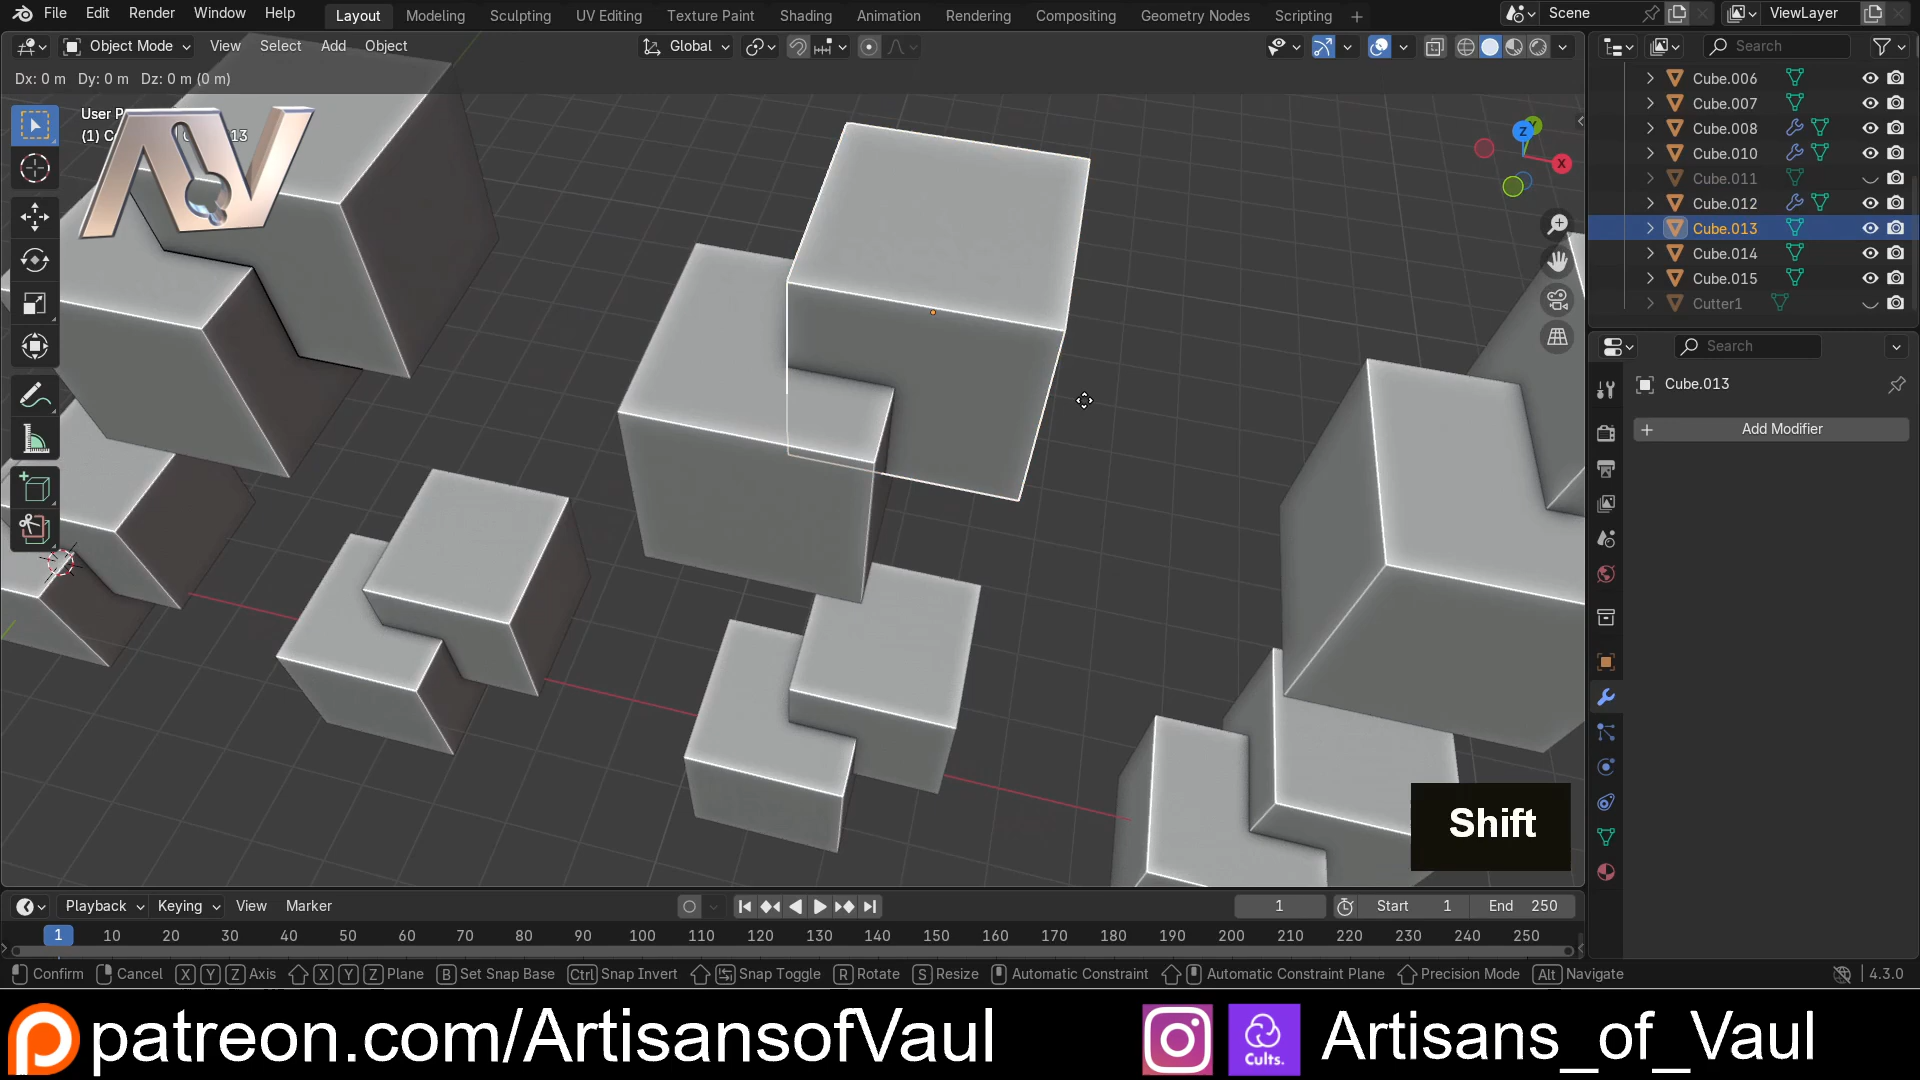 File Edit Render Window Help Layout Modeling Sculpting UV Editing Texture Paint Shading Animation Rendering Compositing Geometry Nodes Scripting + Scene ViewLayer
Object Mode View Select Add Object Global Search
Dx: 0 m Dy: 0 m Dz: 0 m (0 m)
Cube.006
Cube.007
User P
(1) C 13
Cube.008
Cube.010
Cube.011
Cube.012
Cube.013
Cube.014
Cube.015
Cutter1
Z Y X
Search
Cube.013
+ Add Modifier
Shift
Playback Keying View Marker 1 Start 1 End 250
1 10 20 30 40 50 60 70 80 90 100 110 120 130 140 150 160 170 180 190 200 210 220 230 240 250
Confirm Cancel X Y Z Axis X Y Z Plane B Set Snap Base Ctrl Snap Invert Snap Toggle R Rotate S Resize Automatic Constraint Automatic Constraint Plane Precision Mode Alt Navigate 4.3.0
patreon.com/ArtisansofVaul Cults. Artisans_of_Vaul